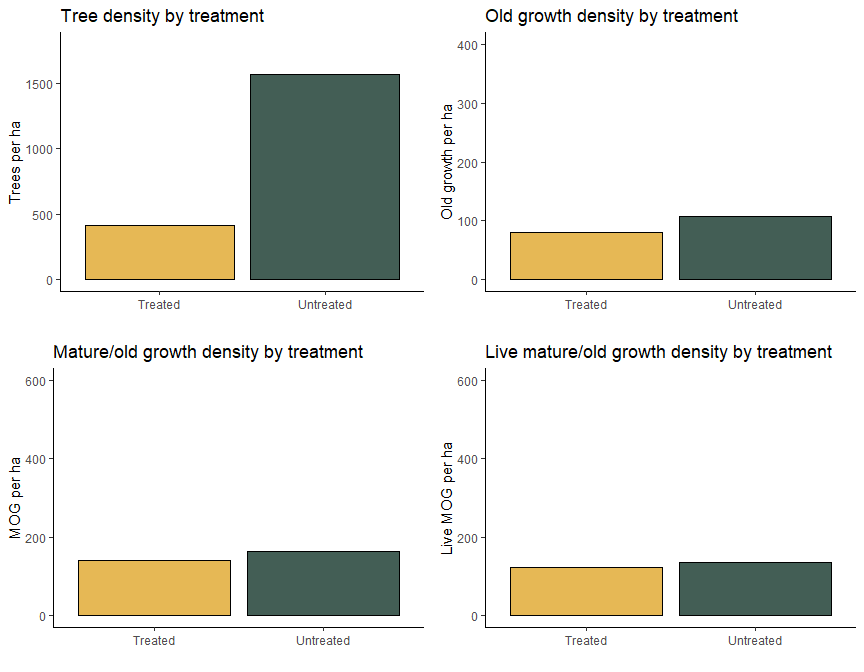 Tree density by treatment
Trees per ha
1500
1000
500
0
Treated Untreated
Old growth density by treatment
Old growth per ha
400
300
200
100
0
Treated Untreated
Mature/old growth density by treatment
MOG per ha
600
400
200
0
Treated Untreated
Live mature/old growth density by treatment
Live MOG per ha
600
400
200
0
Treated Untreated